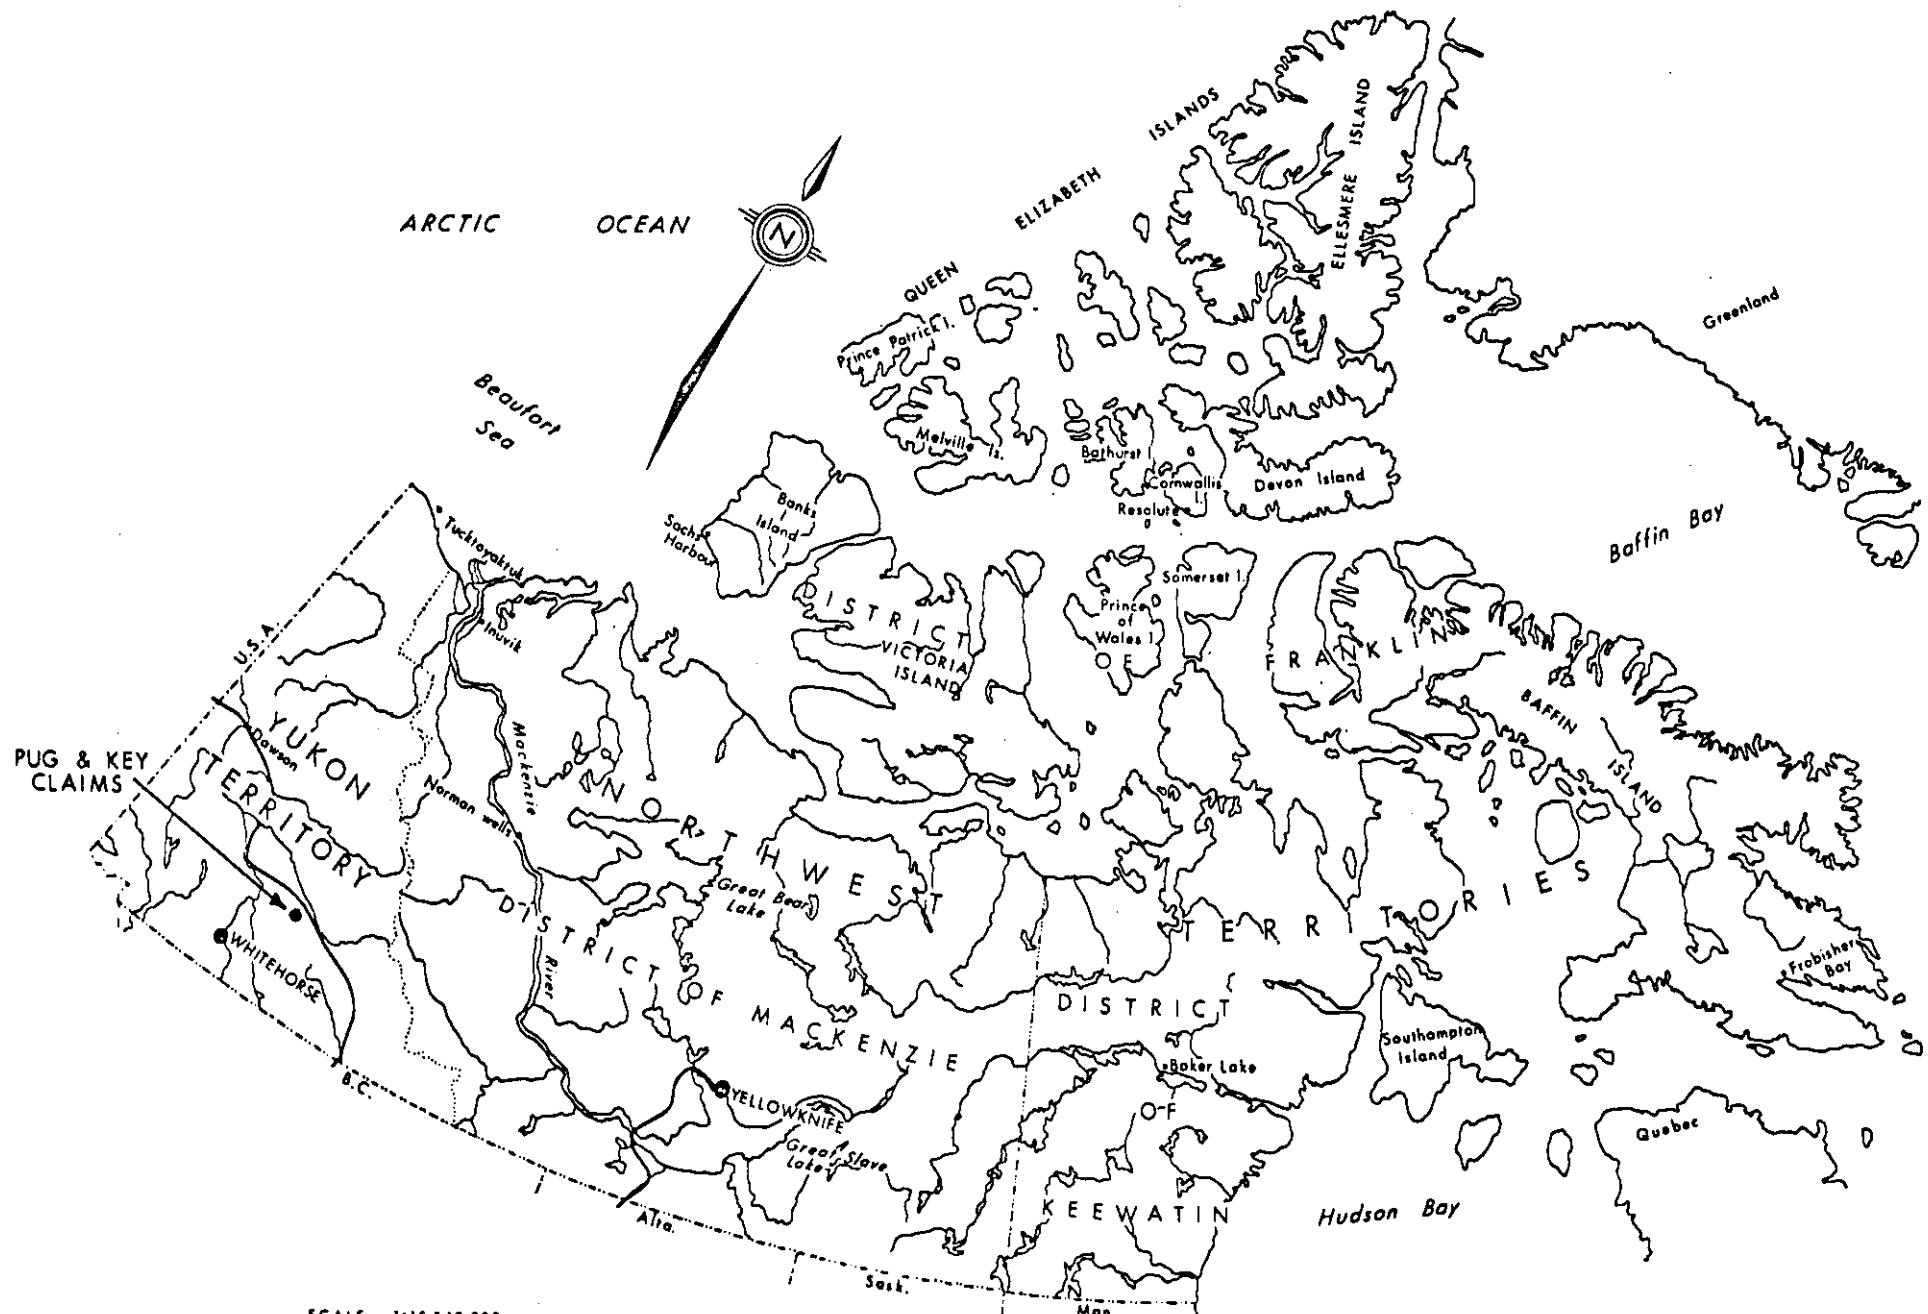 ARCTIC OCEAN
N
QUEEN ELIZABETH ISLANDS
ELLESMERE ISLAND
Greenland
Prince Patrick I.
Beaufort
Sea
Melville Is.
Bathurst I.
Cornwallis
I.
Resolute
Devon Island
Baffin Bay
Banks
Island
Sachs
Harbour
Tucktoyaktuk
Inuvik
U.S.A.
DISTRICT
VICTORIA
ISLAND
Prince
of
Wales I.
Somerset I.
OF
FRANKLIN
BAFFIN
ISLAND
PUG & KEY
CLAIMS
YUKON
TERRITORY
Dawson
Mackenzie
River
Norman wells
NORTHWEST
TERRITORIES
Great Bear
Lake
DISTRICT
OF MACKENZIE
WHITEHORSE
B.C.
YELLOWKNIFE
Great Slave
Lake
DISTRICT
Baker Lake
OF
KEEWATIN
Southampton
Island
Frobisher
Bay
Quebec
Hudson Bay
Alta.
Sask.
Man.